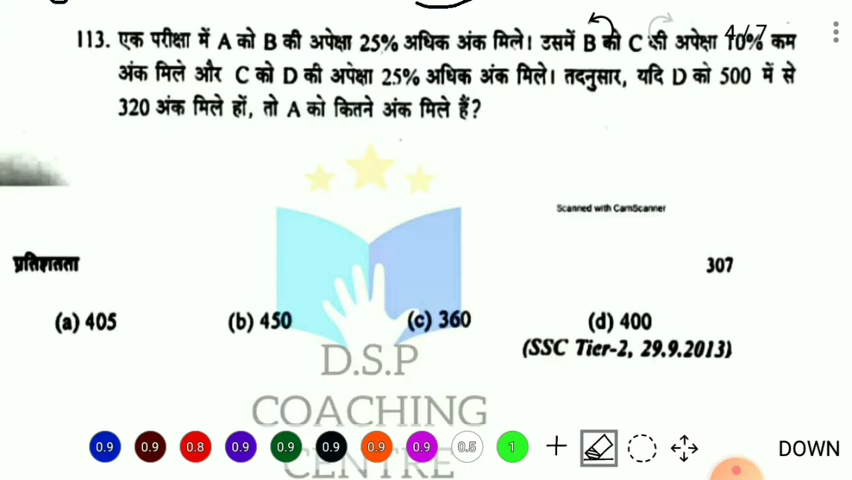 113. एक परीक्षा में A को B की अपेक्षा 25% अधिक अंक मिले। उसमें B को C की अपेक्षा 10% कम
4/7
अंक मिले और C को D की अपेक्षा 25% अधिक अंक मिले। तदनुसार, यदि D को 500 में से
320 अंक मिले हों, तो A को कितने अंक मिले हैं?
Scanned with CamScanner
प्रतिशतता 307
(a) 405 (b) 450 (c) 360 (d) 400
(SSC Tier-2, 29.9.2013)
D.S.P
COACHING
CENTRE
0.9 0.9 0.8 0.9 0.9 0.9 0.9 0.9 0.5 1 DOWN